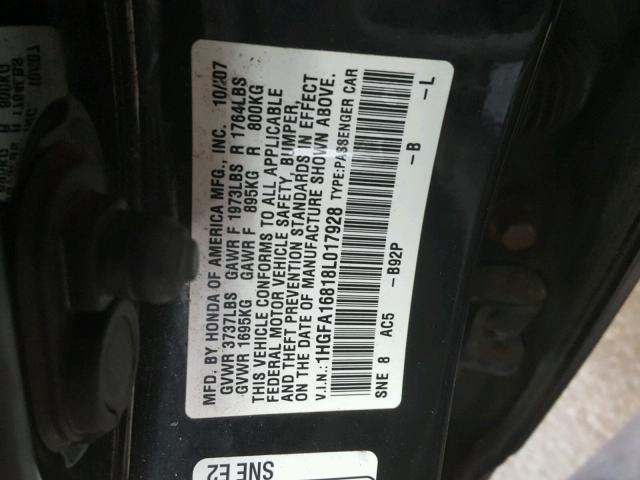 MFD. BY HONDA OF AMERICA MFG., INC. 10/07
GVWR 3737LBS GAWR F 1973LBS R 1764LBS
GVWR 1695KG GAWR F 895KG R 800KG
THIS VEHICLE CONFORMS TO ALL APPLICABLE
FEDERAL MOTOR VEHICLE SAFETY, BUMPER,
AND THEFT PREVENTION STANDARDS IN EFFECT
ON THE DATE OF MANUFACTURE SHOWN ABOVE.
V.I.N.: 1HGFA16818L017928 TYPE: PASSENGER CAR
SNE 8 AC5 -B92P -B -L
SNE E2